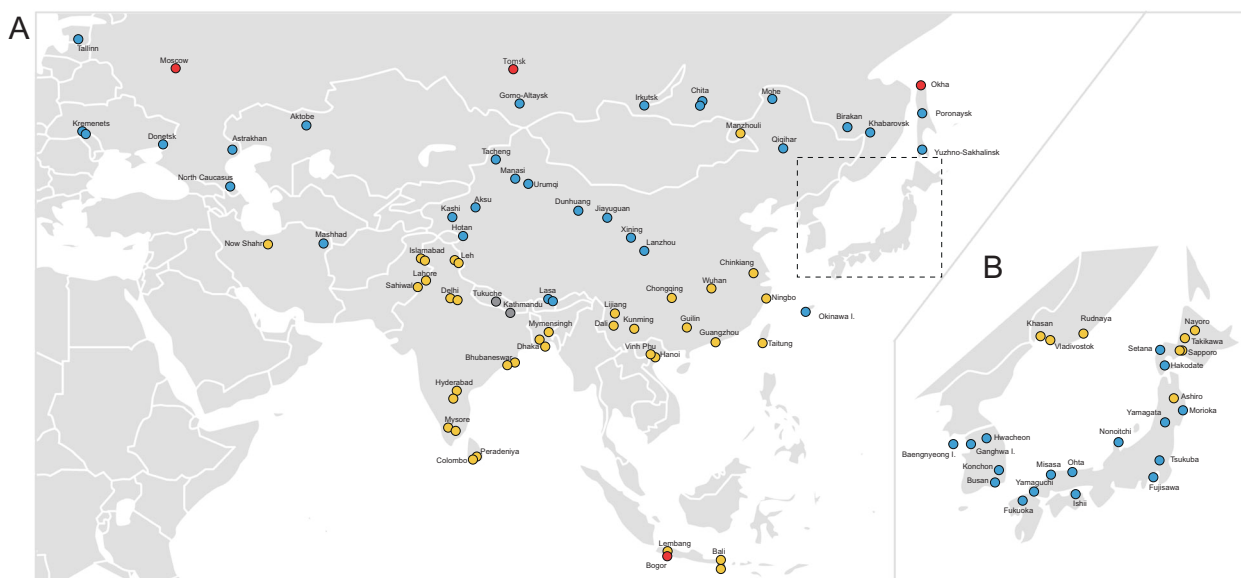 A
Tallinn
Moscow
Tomsk
Gorno-Altaysk
Irkutsk
Chita
Mohe
Okha
Kremenets
Donetsk
Astrakhan
Aktobe
Manzhouli
Birakan
Khabarovsk
Poronaysk
Qiqihar
Yuzhno-Sakhalinsk
Tacheng
North Caucasus
Manasi
Urumqi
Aksu
Kashi
Dunhuang
Jiayuguan
Hotan
Xining
Lanzhou
Now Shahr
Mashhad
Islamabad
Leh
Lahore
Sahiwal
Delhi
Tukuche
Kathmandu
Lasa
Chinkiang
Wuhan
Chongqing
Ningbo
Okinawa I.
Lijiang
Dali
Kunming
Guilin
Guangzhou
Taitung
Mymensingh
Dhaka
Vinh Phu
Hanoi
Bhubaneswar
Hyderabad
Mysore
Peradeniya
Colombo
Lembang
Bogor
Bali
B
Khasan
Vladivostok
Rudnaya
Nayoro
Takikawa
Sapporo
Setana
Hakodate
Ashiro
Morioka
Yamagata
Nonoitchi
Hwacheon
Baengnyeong I.
Ganghwa I.
Konchon
Busan
Misasa
Ohta
Tsukuba
Yamaguchi
Fujisawa
Fukuoka
Ishii